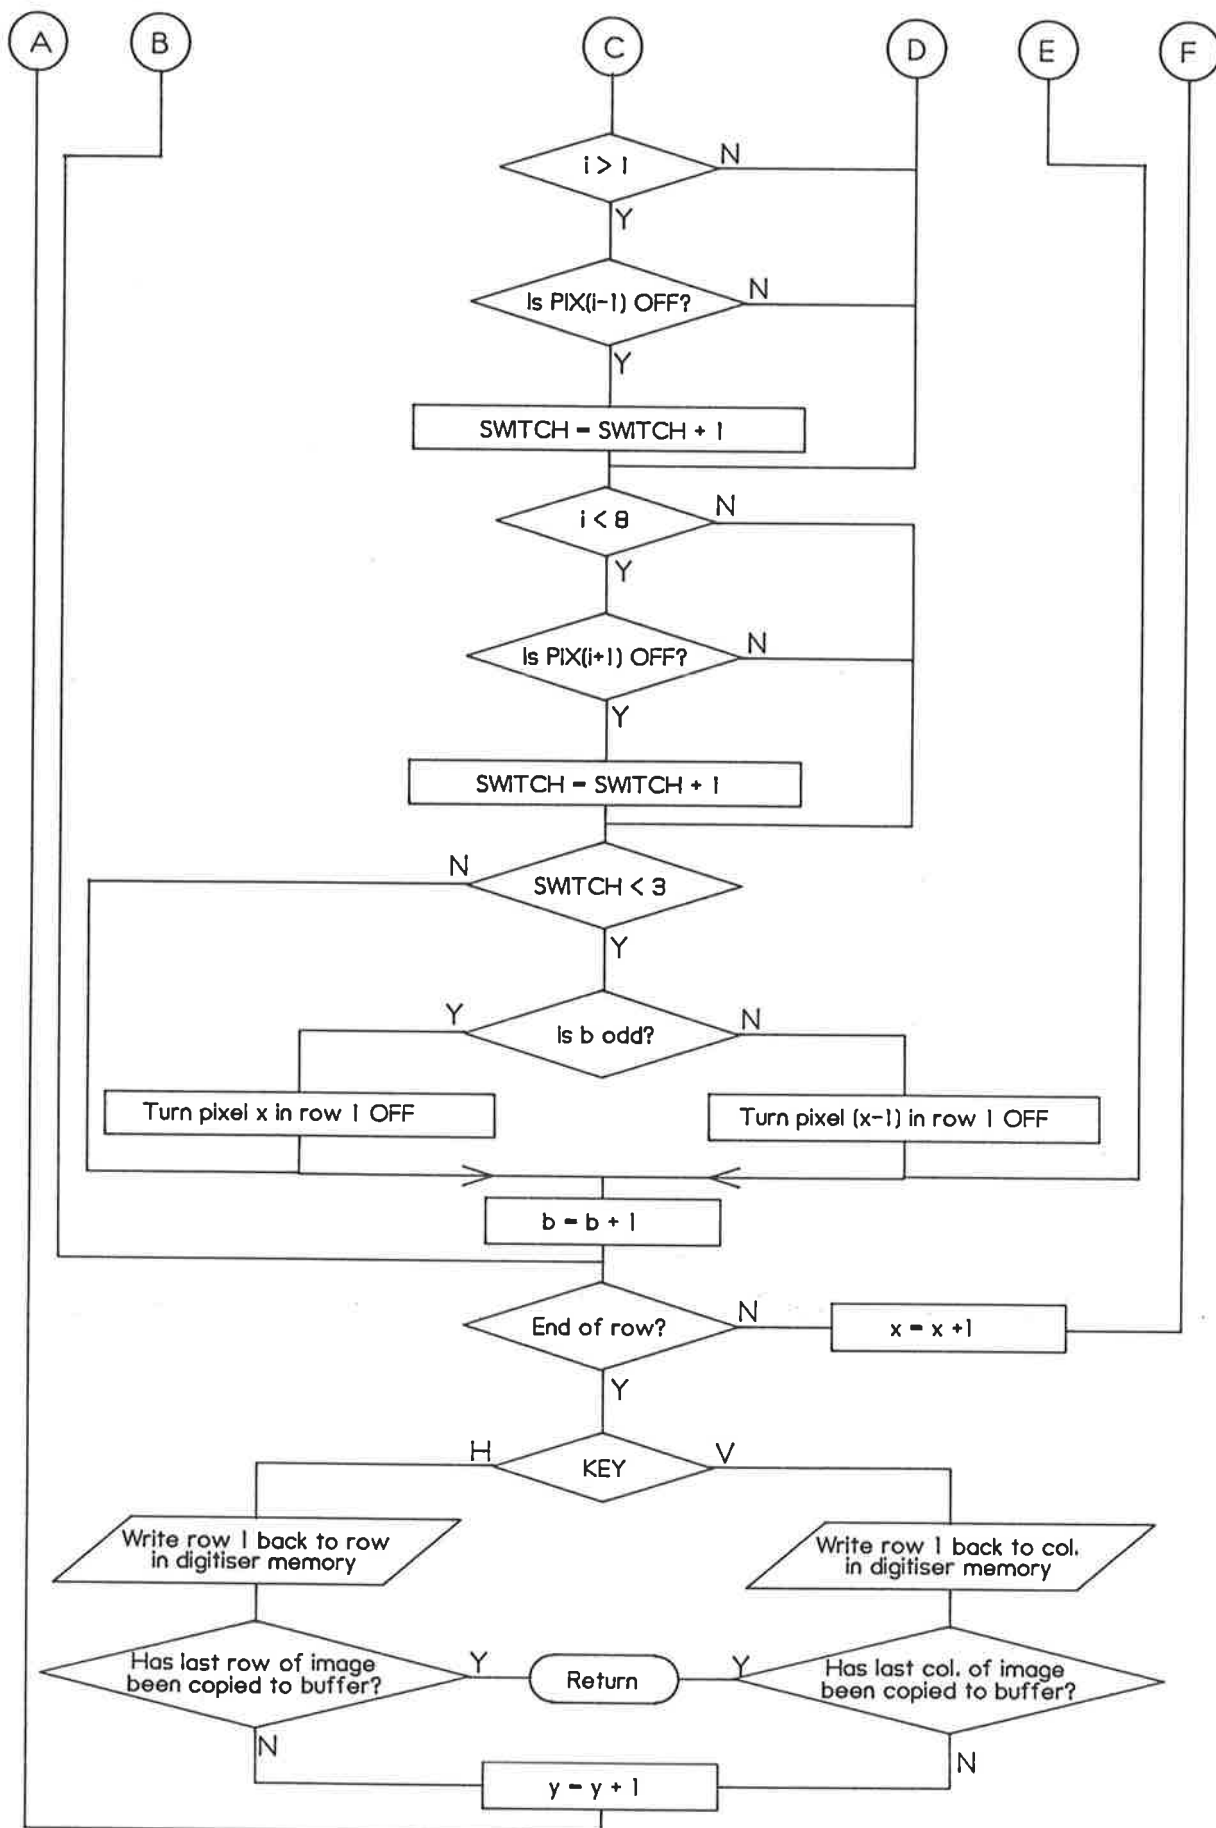 A B C D E F
i > 1
N
Y
Is PIX(i-1) OFF?
N
Y
SWITCH = SWITCH + 1
i < 8
N
Y
Is PIX(i+1) OFF?
N
Y
SWITCH = SWITCH + 1
N
SWITCH < 3
Y
Y
Is b odd?
N
Turn pixel x in row 1 OFF
Turn pixel (x-1) in row 1 OFF
b = b + 1
End of row?
N
x = x +1
Y
H
KEY
V
Write row 1 back to row
in digitiser memory
Write row 1 back to col.
in digitiser memory
Has last row of image
been copied to buffer?
Y
Return
Y
Has last col. of image
been copied to buffer?
N
N
y = y + 1